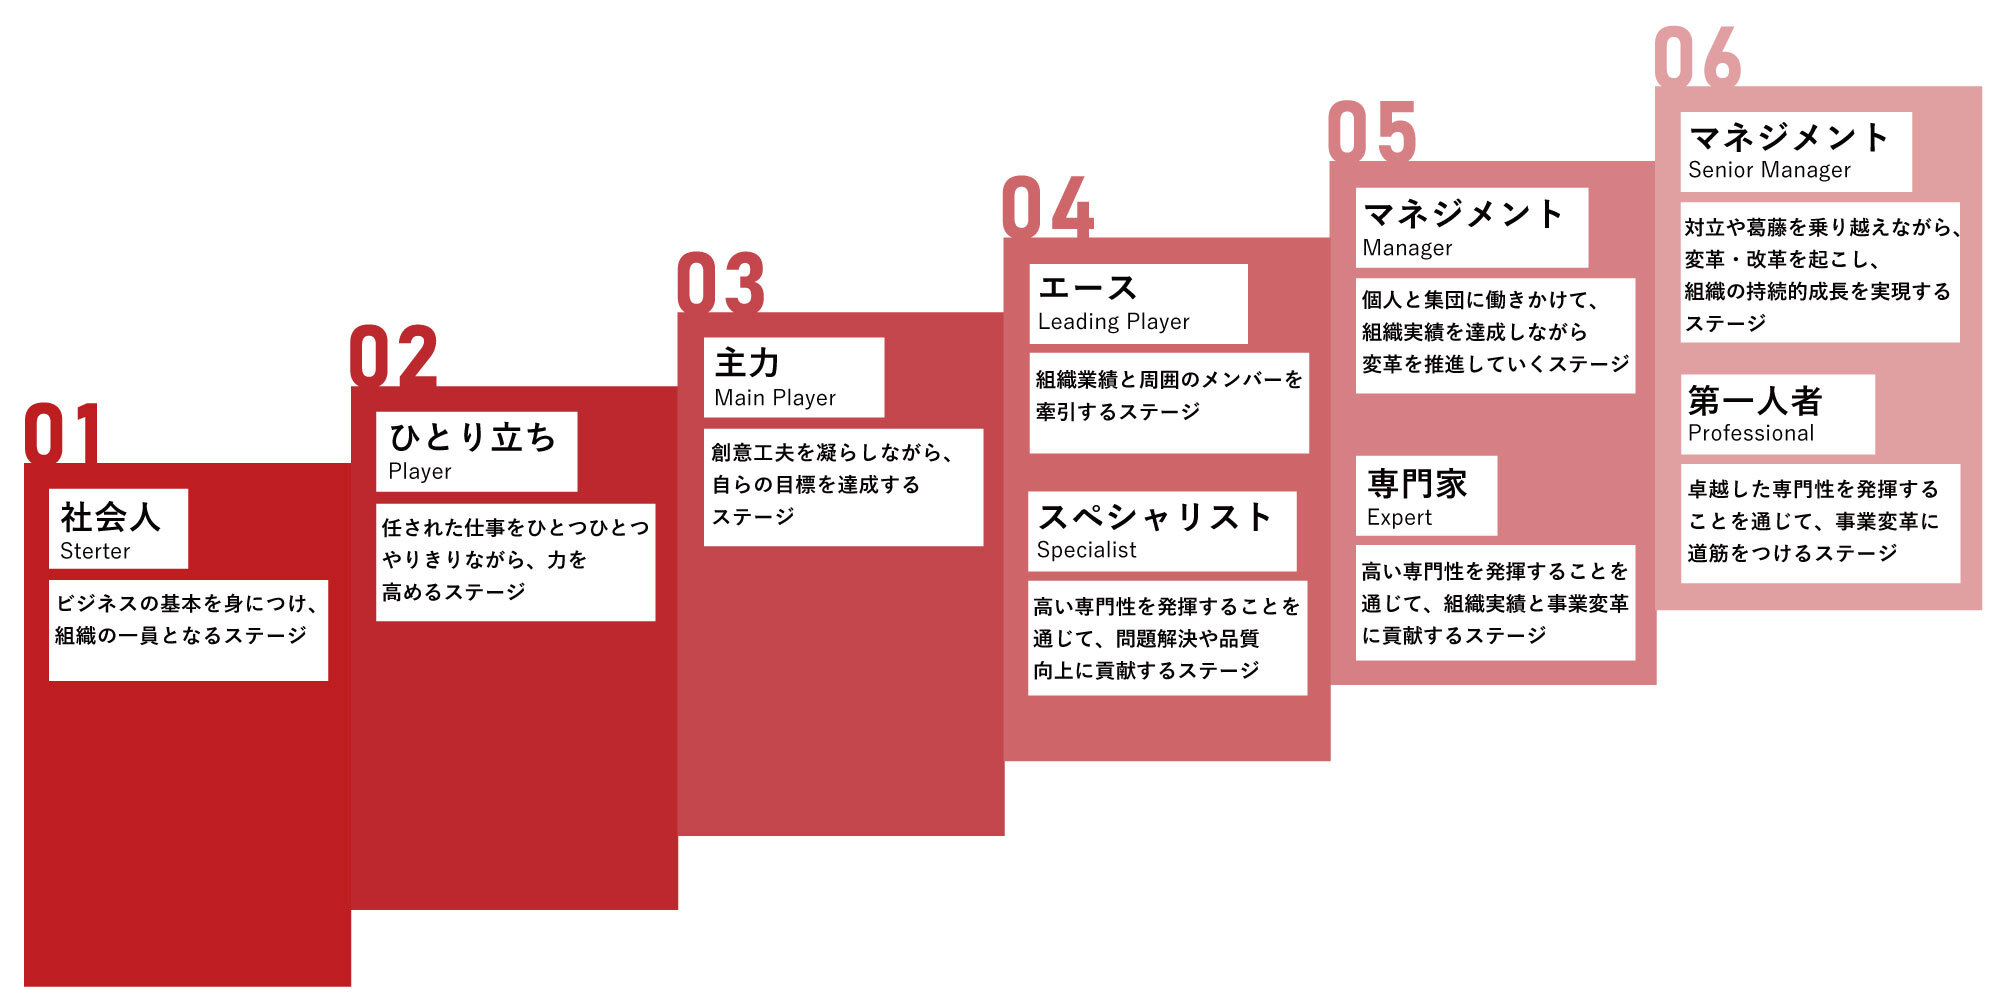 01
社会人
Sterter
ビジネスの基本を身につけ、
組織の一員となるステージ
02
ひとり立ち
Player
任された仕事をひとつひとつ
やりきりながら、力を
高めるステージ
03
主力
Main Player
創意工夫を凝らしながら、
自らの目標を達成する
ステージ
04
エース
Leading Player
組織業績と周囲のメンバーを
牽引するステージ
スペシャリスト
Specialist
高い専門性を発揮することを
通じて、問題解決や品質
向上に貢献するステージ
05
マネジメント
Manager
個人と集団に働きかけて、
組織実績を達成しながら
変革を推進していくステージ
専門家
Expert
高い専門性を発揮することを
通じて、組織実績と事業変革
に貢献するステージ
06
マネジメント
Senior Manager
対立や葛藤を乗り越えながら、
変革・改革を起こし、
組織の持続的成長を実現する
ステージ
第一人者
Professional
卓越した専門性を発揮する
ことを通じて、事業変革に
道筋をつけるステージ